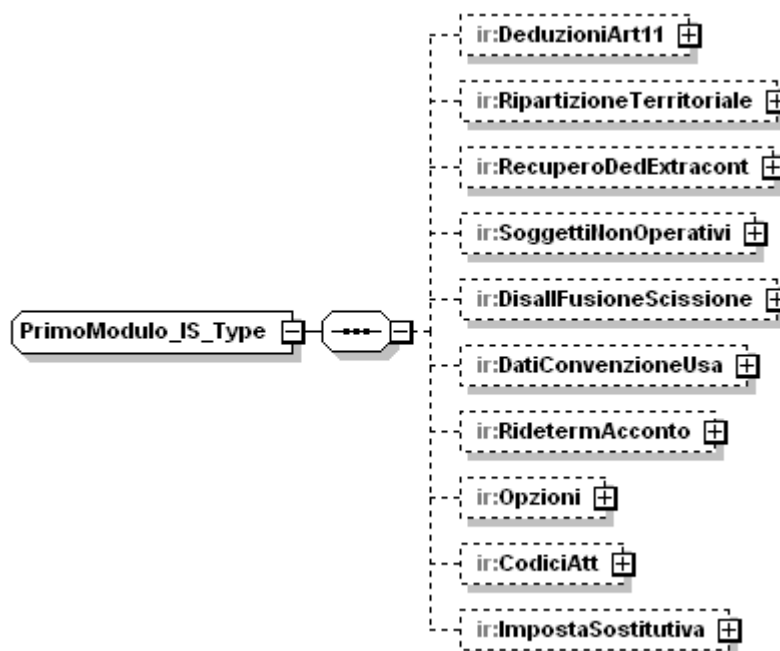 ir:DeduzioniArt11
ir:RipartizioneTerritoriale
ir:RecuperoDedExtracont
ir:SoggettiNonOperativi
ir:DisallFusioneScissione
PrimoModulo_IS_Type
ir:DatiConvenzioneUsa
ir:RidetermAcconto
ir:Opzioni
ir:CodiciAtt
ir:ImpostaSostitutiva